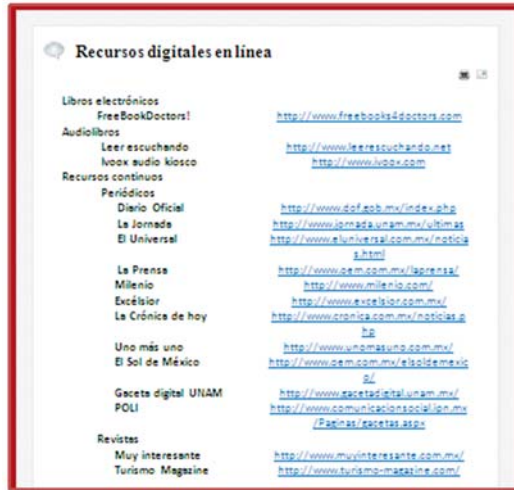 Recursos digitales en línea
Libros electrónicos
FreeBookDoctors! http://www.freebooks4doctors.com
Audiolibros
Leer escuchando http://www.leerescuchando.net
Ivoox audio kiosco http://www.ivoox.com
Recursos continuos
Periódicos
Diario Oficial http://www.dof.gob.mx/index.php
La Jornada http://www.jornada.unam.mx/ultimas
El Universal http://www.eluniversal.com.mx/noticia
s.html
La Prensa http://www.oem.com.mx/laprensa/
Milenio http://www.milenio.com/
Excélsior http://www.excelsior.com.mx/
La Crónica de hoy http://www.cronica.com.mx/noticias.p
hp
Uno más uno http://www.unomasuno.com.mx/
El Sol de México http://www.oem.com.mx/elsoldemexic
o/
Gaceta digital UNAM http://www.gacetadigital.unam.mx/
POLI http://www.comunicacionsocial.ipn.mx
/Paginas/gacetas.aspx
Revistas
Muy interesante http://www.muyinteresante.com.mx/
Turismo Magazine http://www.turismo-magazine.com/